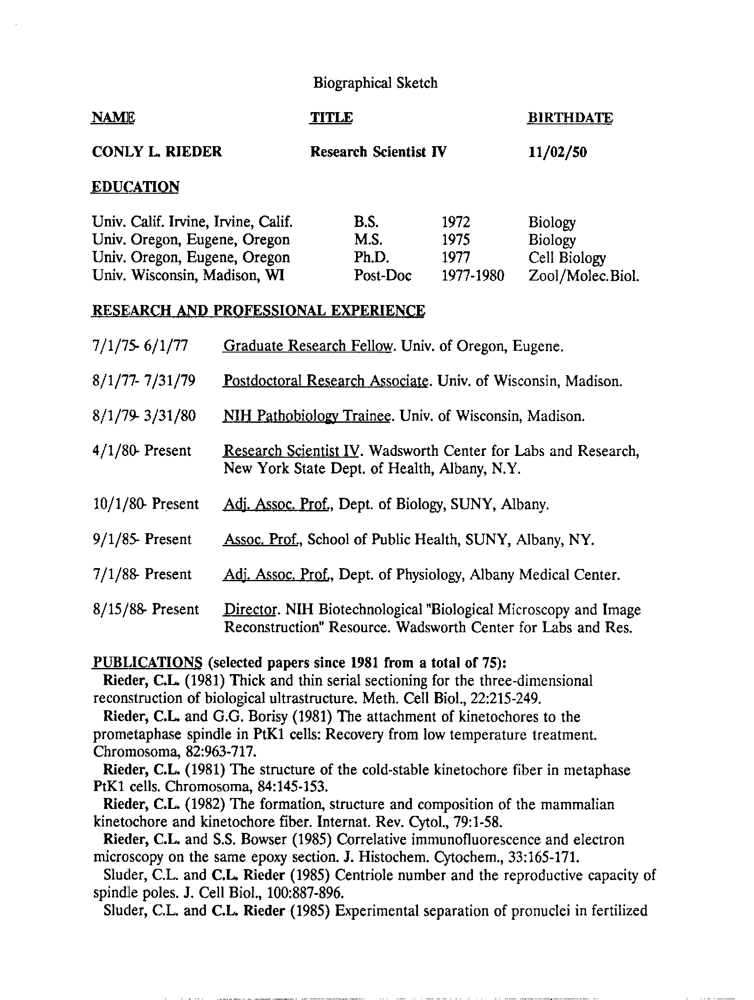 Biographical Sketch
NAME TITLE BIRTHDATE
CONLY L. RIEDER Research Scientist IV 11/02/50
EDUCATION
Univ. Calif. Irvine, Irvine, Calif. B.S. 1972 Biology
Univ. Oregon, Eugene, Oregon M.S. 1975 Biology
Univ. Oregon, Eugene, Oregon Ph.D. 1977 Cell Biology
Univ. Wisconsin, Madison, WI Post-Doc 1977-1980 Zool/Molec.Biol.
RESEARCH AND PROFESSIONAL EXPERIENCE
7/1/75- 6/1/77 Graduate Research Fellow. Univ. of Oregon, Eugene.
8/1/77- 7/31/79 Postdoctoral Research Associate. Univ. of Wisconsin, Madison.
8/1/79- 3/31/80 NIH Pathobiology Trainee. Univ. of Wisconsin, Madison.
4/1/80- Present Research Scientist IV. Wadsworth Center for Labs and Research,
New York State Dept. of Health, Albany, N.Y.
10/1/80- Present Adj. Assoc. Prof., Dept. of Biology, SUNY, Albany.
9/1/85- Present Assoc. Prof., School of Public Health, SUNY, Albany, NY.
7/1/88- Present Adj. Assoc. Prof., Dept. of Physiology, Albany Medical Center.
8/15/88- Present Director. NIH Biotechnological "Biological Microscopy and Image
Reconstruction" Resource. Wadsworth Center for Labs and Res.
PUBLICATIONS (selected papers since 1981 from a total of 75):
Rieder, C.L. (1981) Thick and thin serial sectioning for the three-dimensional
reconstruction of biological ultrastructure. Meth. Cell Biol., 22:215-249.
Rieder, C.L. and G.G. Borisy (1981) The attachment of kinetochores to the
prometaphase spindle in PtK1 cells: Recovery from low temperature treatment.
Chromosoma, 82:963-717.
Rieder, C.L. (1981) The structure of the cold-stable kinetochore fiber in metaphase
PtK1 cells. Chromosoma, 84:145-153.
Rieder, C.L. (1982) The formation, structure and composition of the mammalian
kinetochore and kinetochore fiber. Internat. Rev. Cytol., 79:1-58.
Rieder, C.L. and S.S. Bowser (1985) Correlative immunofluorescence and electron
microscopy on the same epoxy section. J. Histochem. Cytochem., 33:165-171.
Sluder, C.L. and C.L. Rieder (1985) Centriole number and the reproductive capacity of
spindle poles. J. Cell Biol., 100:887-896.
Sluder, C.L. and C.L. Rieder (1985) Experimental separation of pronuclei in fertilized